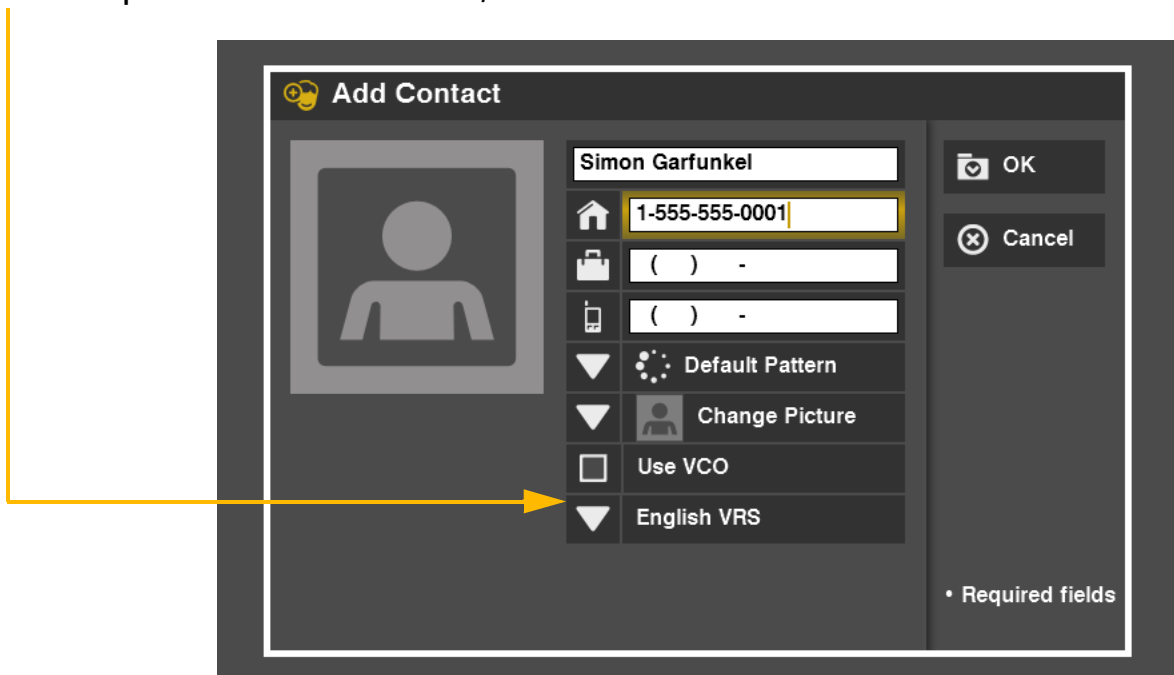 Add Contact
Simon Garfunkel
1-555-555-0001
( ) -
( ) -
Default Pattern
Change Picture
Use VCO
English VRS
OK
Cancel
• Required fields